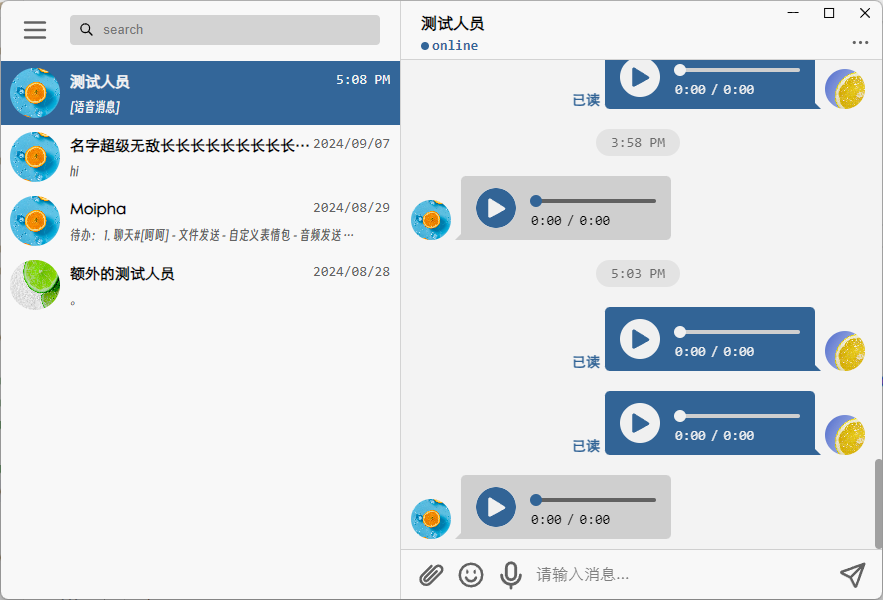 search
测试人员
5:08 PM
[语音消息]
名字超级无敌长长长长长长长长长长…
2024/09/07
hi
Moipha
2024/08/29
待办：1. 聊天#[呵呵] - 文件发送 - 自定义表情包 - 音频发送 …
额外的测试人员
2024/08/28
。
测试人员
online
0:00 / 0:00
已读
3:58 PM
0:00 / 0:00
5:03 PM
0:00 / 0:00
已读
0:00 / 0:00
已读
0:00 / 0:00
请输入消息...